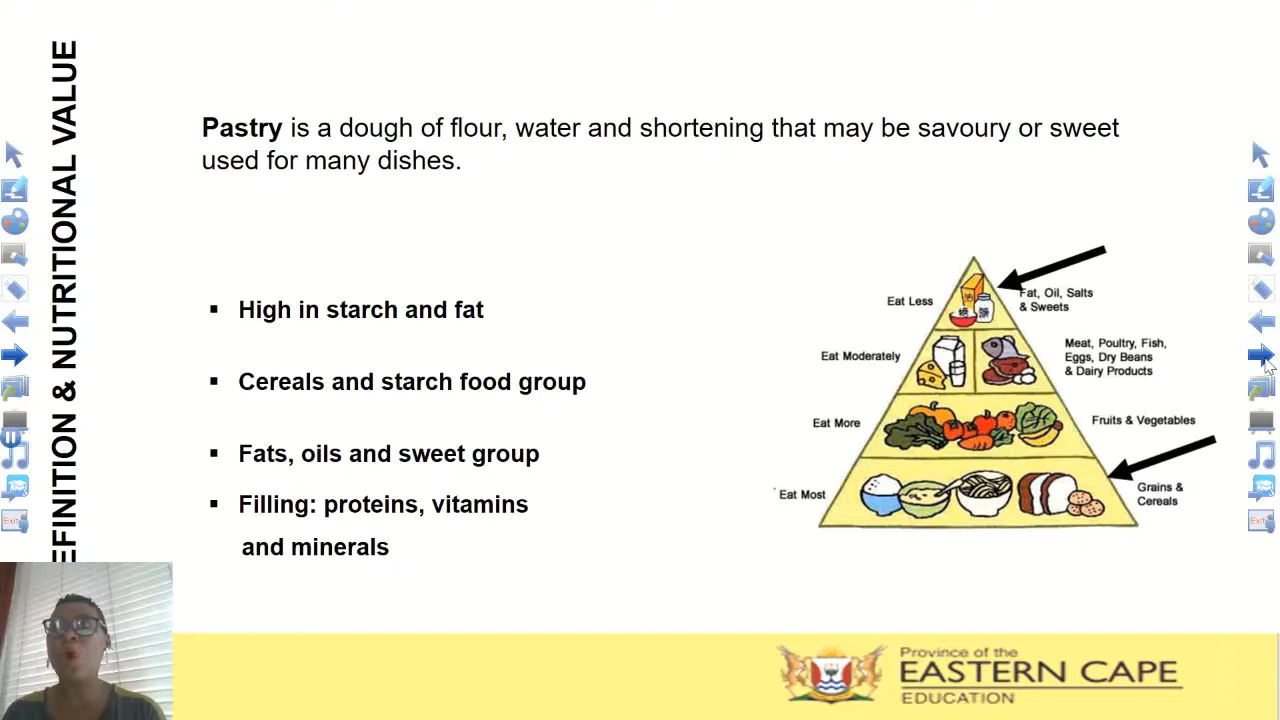 EFINITION & NUTRITIONAL VALUE
Pastry is a dough of flour, water and shortening that may be savoury or sweet
used for many dishes.
▪ High in starch and fat
▪ Cereals and starch food group
▪ Fats, oils and sweet group
▪ Filling: proteins, vitamins
and minerals
Eat Less
Fat, Oil, Salts
& Sweets
Eat Moderately
Meat, Poultry, Fish,
Eggs, Dry Beans
& Dairy Products
Eat More
Fruits & Vegetables
Eat Most
Grains &
Cereals
Exit
Exit
Province of the
EASTERN CAPE
EDUCATION